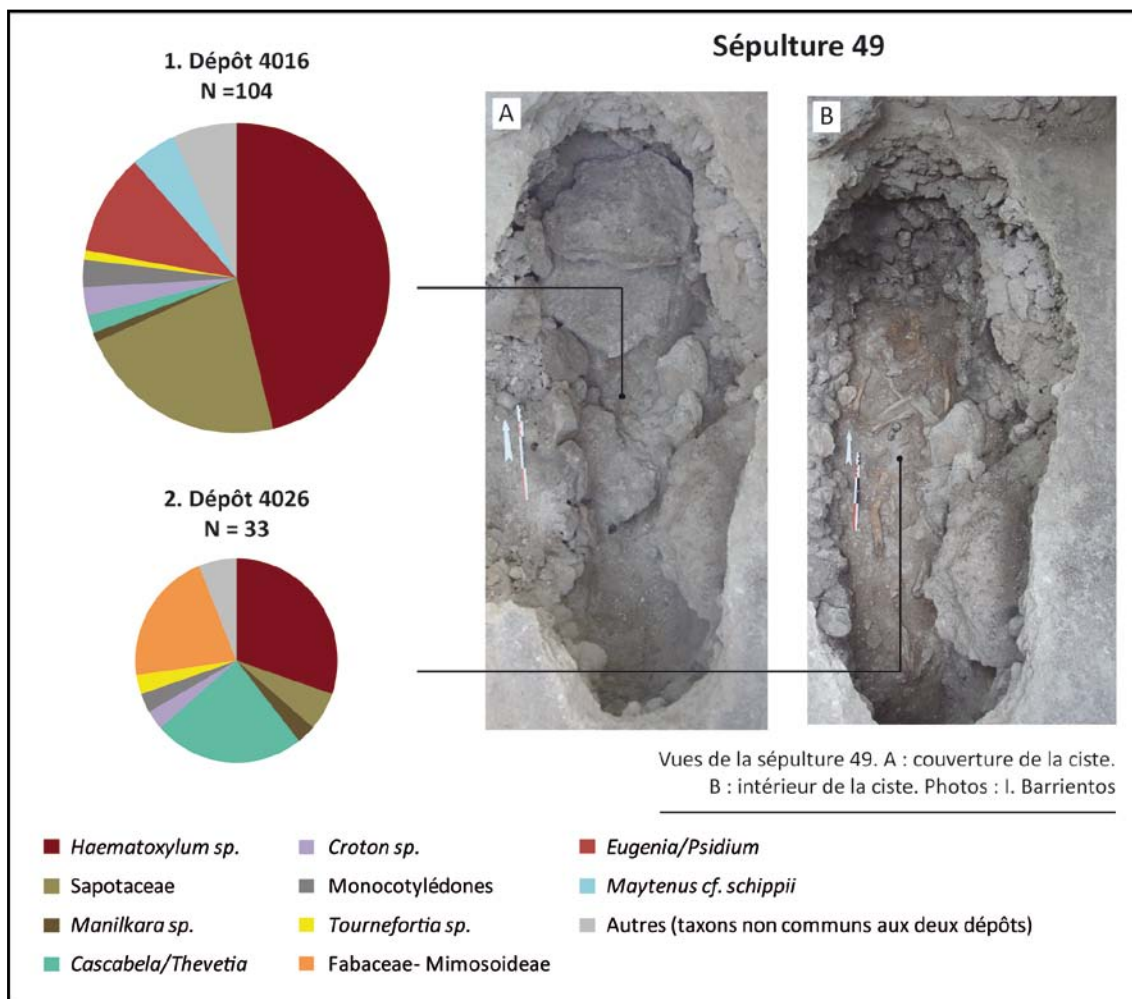 Sépulture 49
1. Dépôt 4016
N =104
A
B
2. Dépôt 4026
N = 33
Vues de la sépulture 49. A : couverture de la ciste.
B : intérieur de la ciste. Photos : I. Barrientos
Haematoxylum sp.
Sapotaceae
Manilkara sp.
Cascabela/Thevetia
Croton sp.
Monocotylédones
Tournefortia sp.
Fabaceae- Mimosoideae
Eugenia/Psidium
Maytenus cf. schippii
Autres (taxons non communs aux deux dépôts)